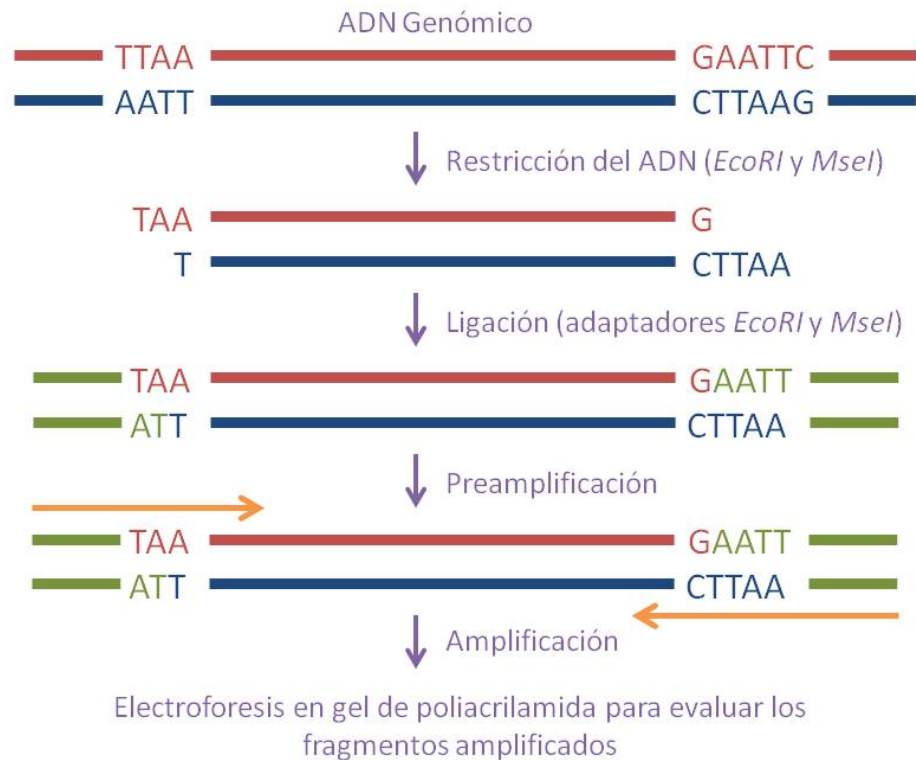 ADN Genómico
TTAA GAATTC
AATT CTTAAG
Restricción del ADN (EcoRI y MseI)
TAA G
T CTTAA
Ligación (adaptadores EcoRI y MseI)
TAA GAATT
ATT CTTAA
Preamplificación
TAA GAATT
ATT CTTAA
Amplificación
Electroforesis en gel de poliacrilamida para evaluar los
fragmentos amplificados